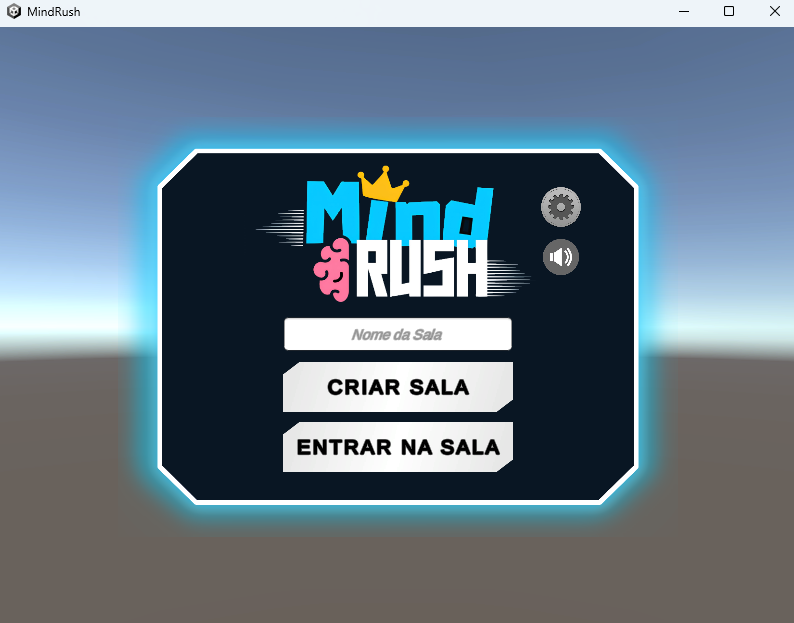 MindRush
Mind
RUSH
Nome da Sala
CRIAR SALA
ENTRAR NA SALA